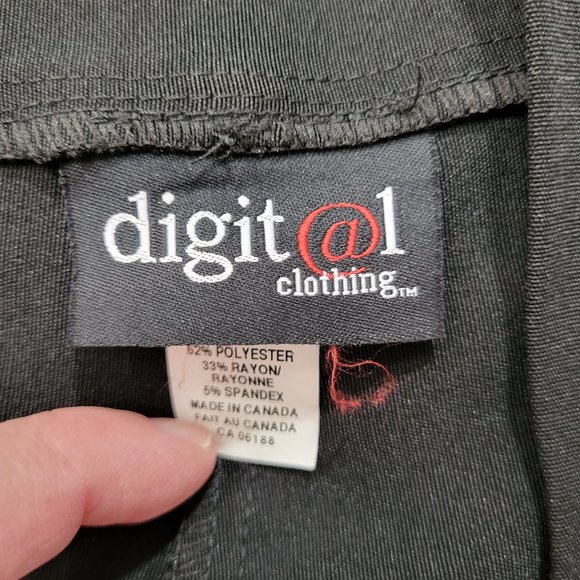 digit@l
clothing™
62% POLYESTER
33% RAYON/
RAYONNE
5% SPANDEX
MADE IN CANADA
FAIT AU CANADA
CA 06188